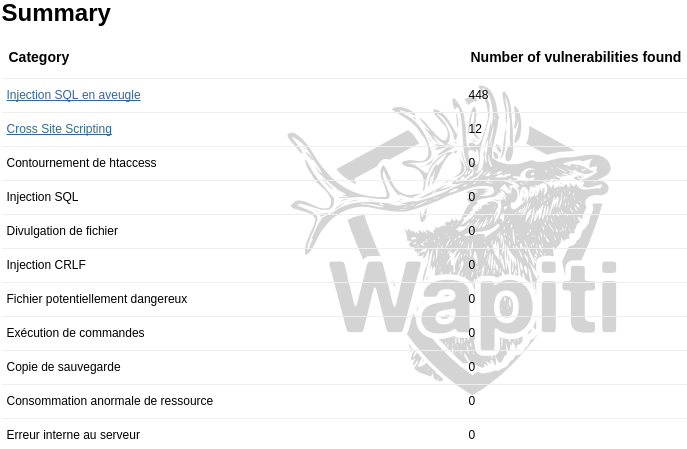 Summary
Category Number of vulnerabilities found
Injection SQL en aveugle 448
Cross Site Scripting 12
Contournement de htaccess 0
Injection SQL 0
Divulgation de fichier 0
Injection CRLF 0
Fichier potentiellement dangereux 0
Exécution de commandes 0
Copie de sauvegarde 0
Consommation anormale de ressource 0
Erreur interne au serveur 0
Wapiti